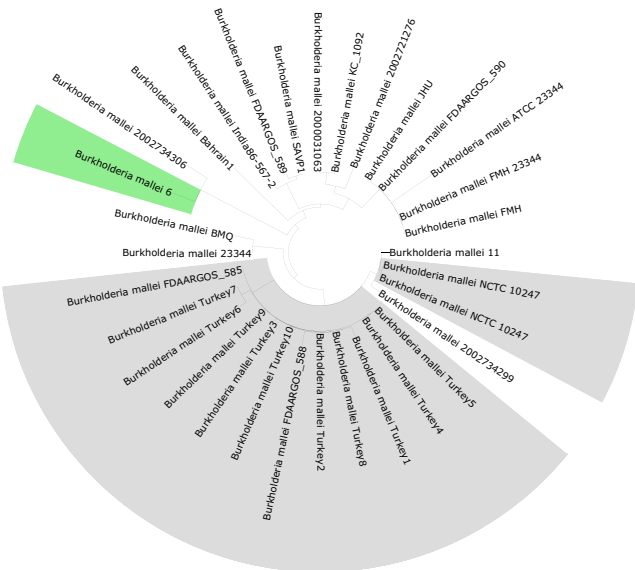 Burkholderia mallei 2002734306
Burkholderia mallei Bahrain1
Burkholderia mallei India86-567-2
Burkholderia mallei FDAARGOS_589
Burkholderia mallei SAVP1
Burkholderia mallei 2000031063
Burkholderia mallei KC_1092
Burkholderia mallei 2002721276
Burkholderia mallei JHU
Burkholderia mallei FDAARGOS_590
Burkholderia mallei ATCC 23344
Burkholderia mallei FMH 23344
Burkholderia mallei FMH
Burkholderia mallei 11
Burkholderia mallei NCTC 10247
Burkholderia mallei NCTC 10247
Burkholderia mallei 2002734299
Burkholderia mallei Turkey5
Burkholderia mallei Turkey4
Burkholderia mallei Turkey1
Burkholderia mallei Turkey8
Burkholderia mallei Turkey2
Burkholderia mallei FDAARGOS_588
Burkholderia mallei Turkey10
Burkholderia mallei Turkey3
Burkholderia mallei Turkey9
Burkholderia mallei Turkey6
Burkholderia mallei Turkey7
Burkholderia mallei FDAARGOS_585
Burkholderia mallei 23344
Burkholderia mallei BMQ
Burkholderia mallei 6